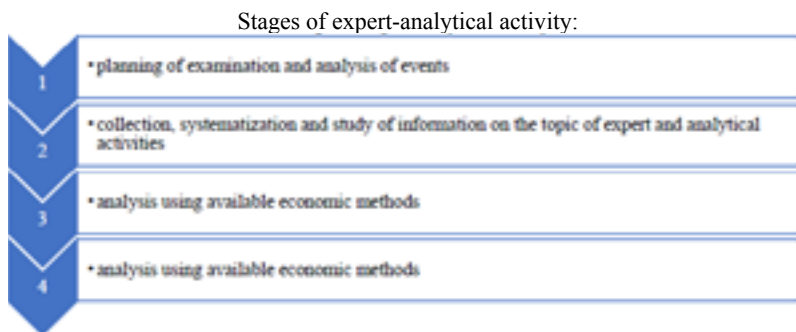 Stages of expert-analytical activity:
1
•planning of examination and analysis of events
2
•collection, systematization and study of information on the topic of expert and analytical
activities
3
•analysis using available economic methods
4
•analysis using available economic methods